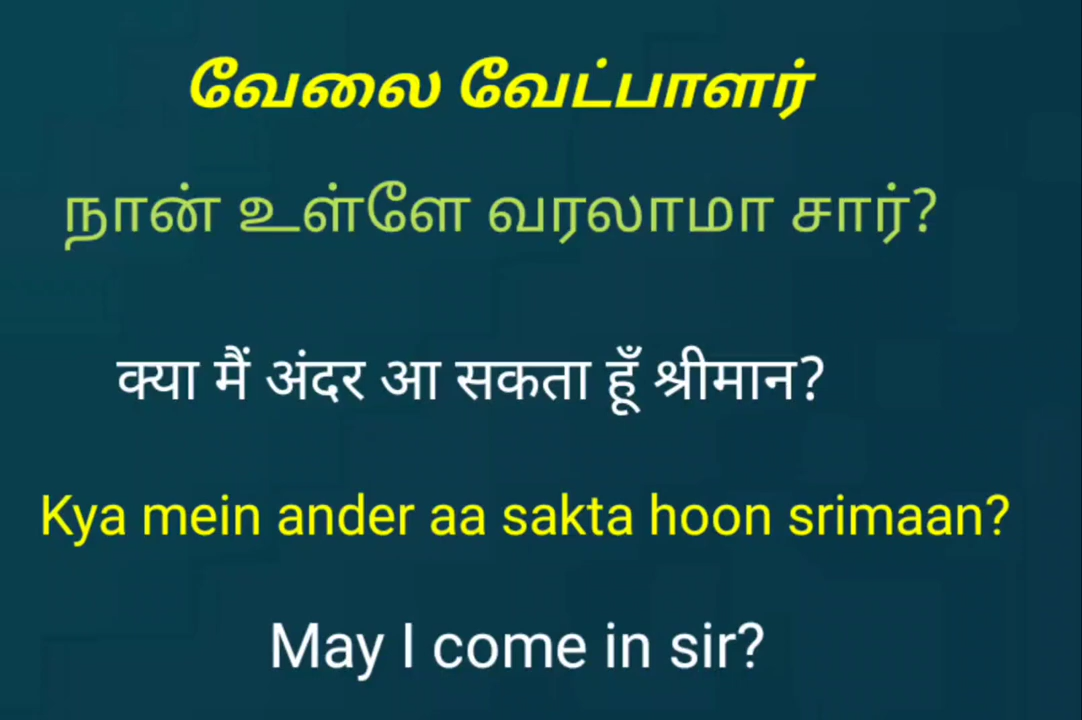 வேலை வேட்பாளர்
நான் உள்ளே வரலாமா சார்?
क्या मैं अंदर आ सकता हूँ श्रीमान?
Kya mein ander aa sakta hoon srimaan?
May I come in sir?